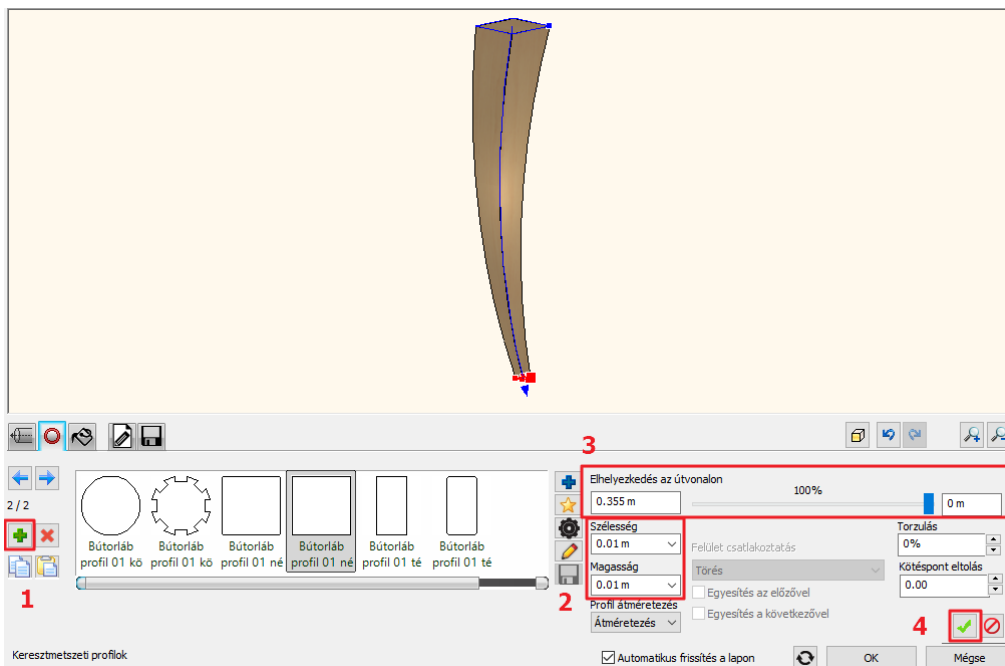 3
Elhelyezkedés az útvonalon
0.355 m
100%
0 m
2 / 2
1
Bútorláb
profil 01 kö
Bútorláb
profil 01 kö
Bútorláb
profil 01 né
Bútorláb
profil 01 né
Bútorláb
profil 01 té
Bútorláb
profil 01 té
2
Szélesség
0.01 m
Magasság
0.01 m
Profil átméretezés
Átméretezés
Felület csatlakoztatás
Törés
Egyesítés az előzővel
Egyesítés a következővel
Torzulás
0%
Kötéspont eltolás
0.00
4
Keresztmetszeti profilok
Automatikus frissítés a lapon
OK
Mégse